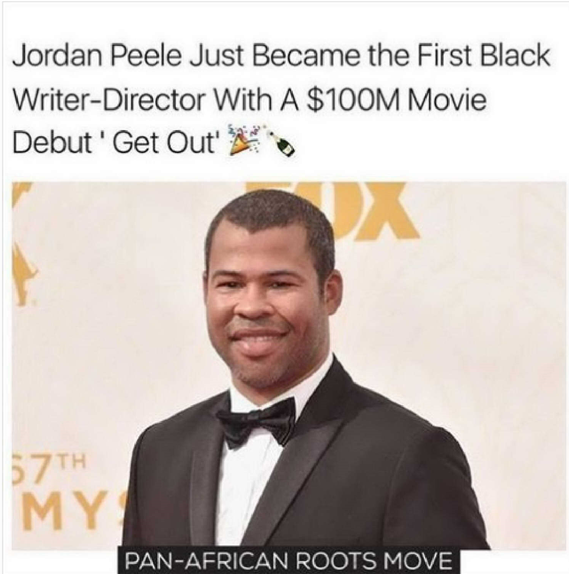 Jordan Peele Just Became the First Black
Writer-Director With A $100M Movie
Debut ' Get Out' 🎉🍾
OX
57TH
MYS
PAN-AFRICAN ROOTS MOVE